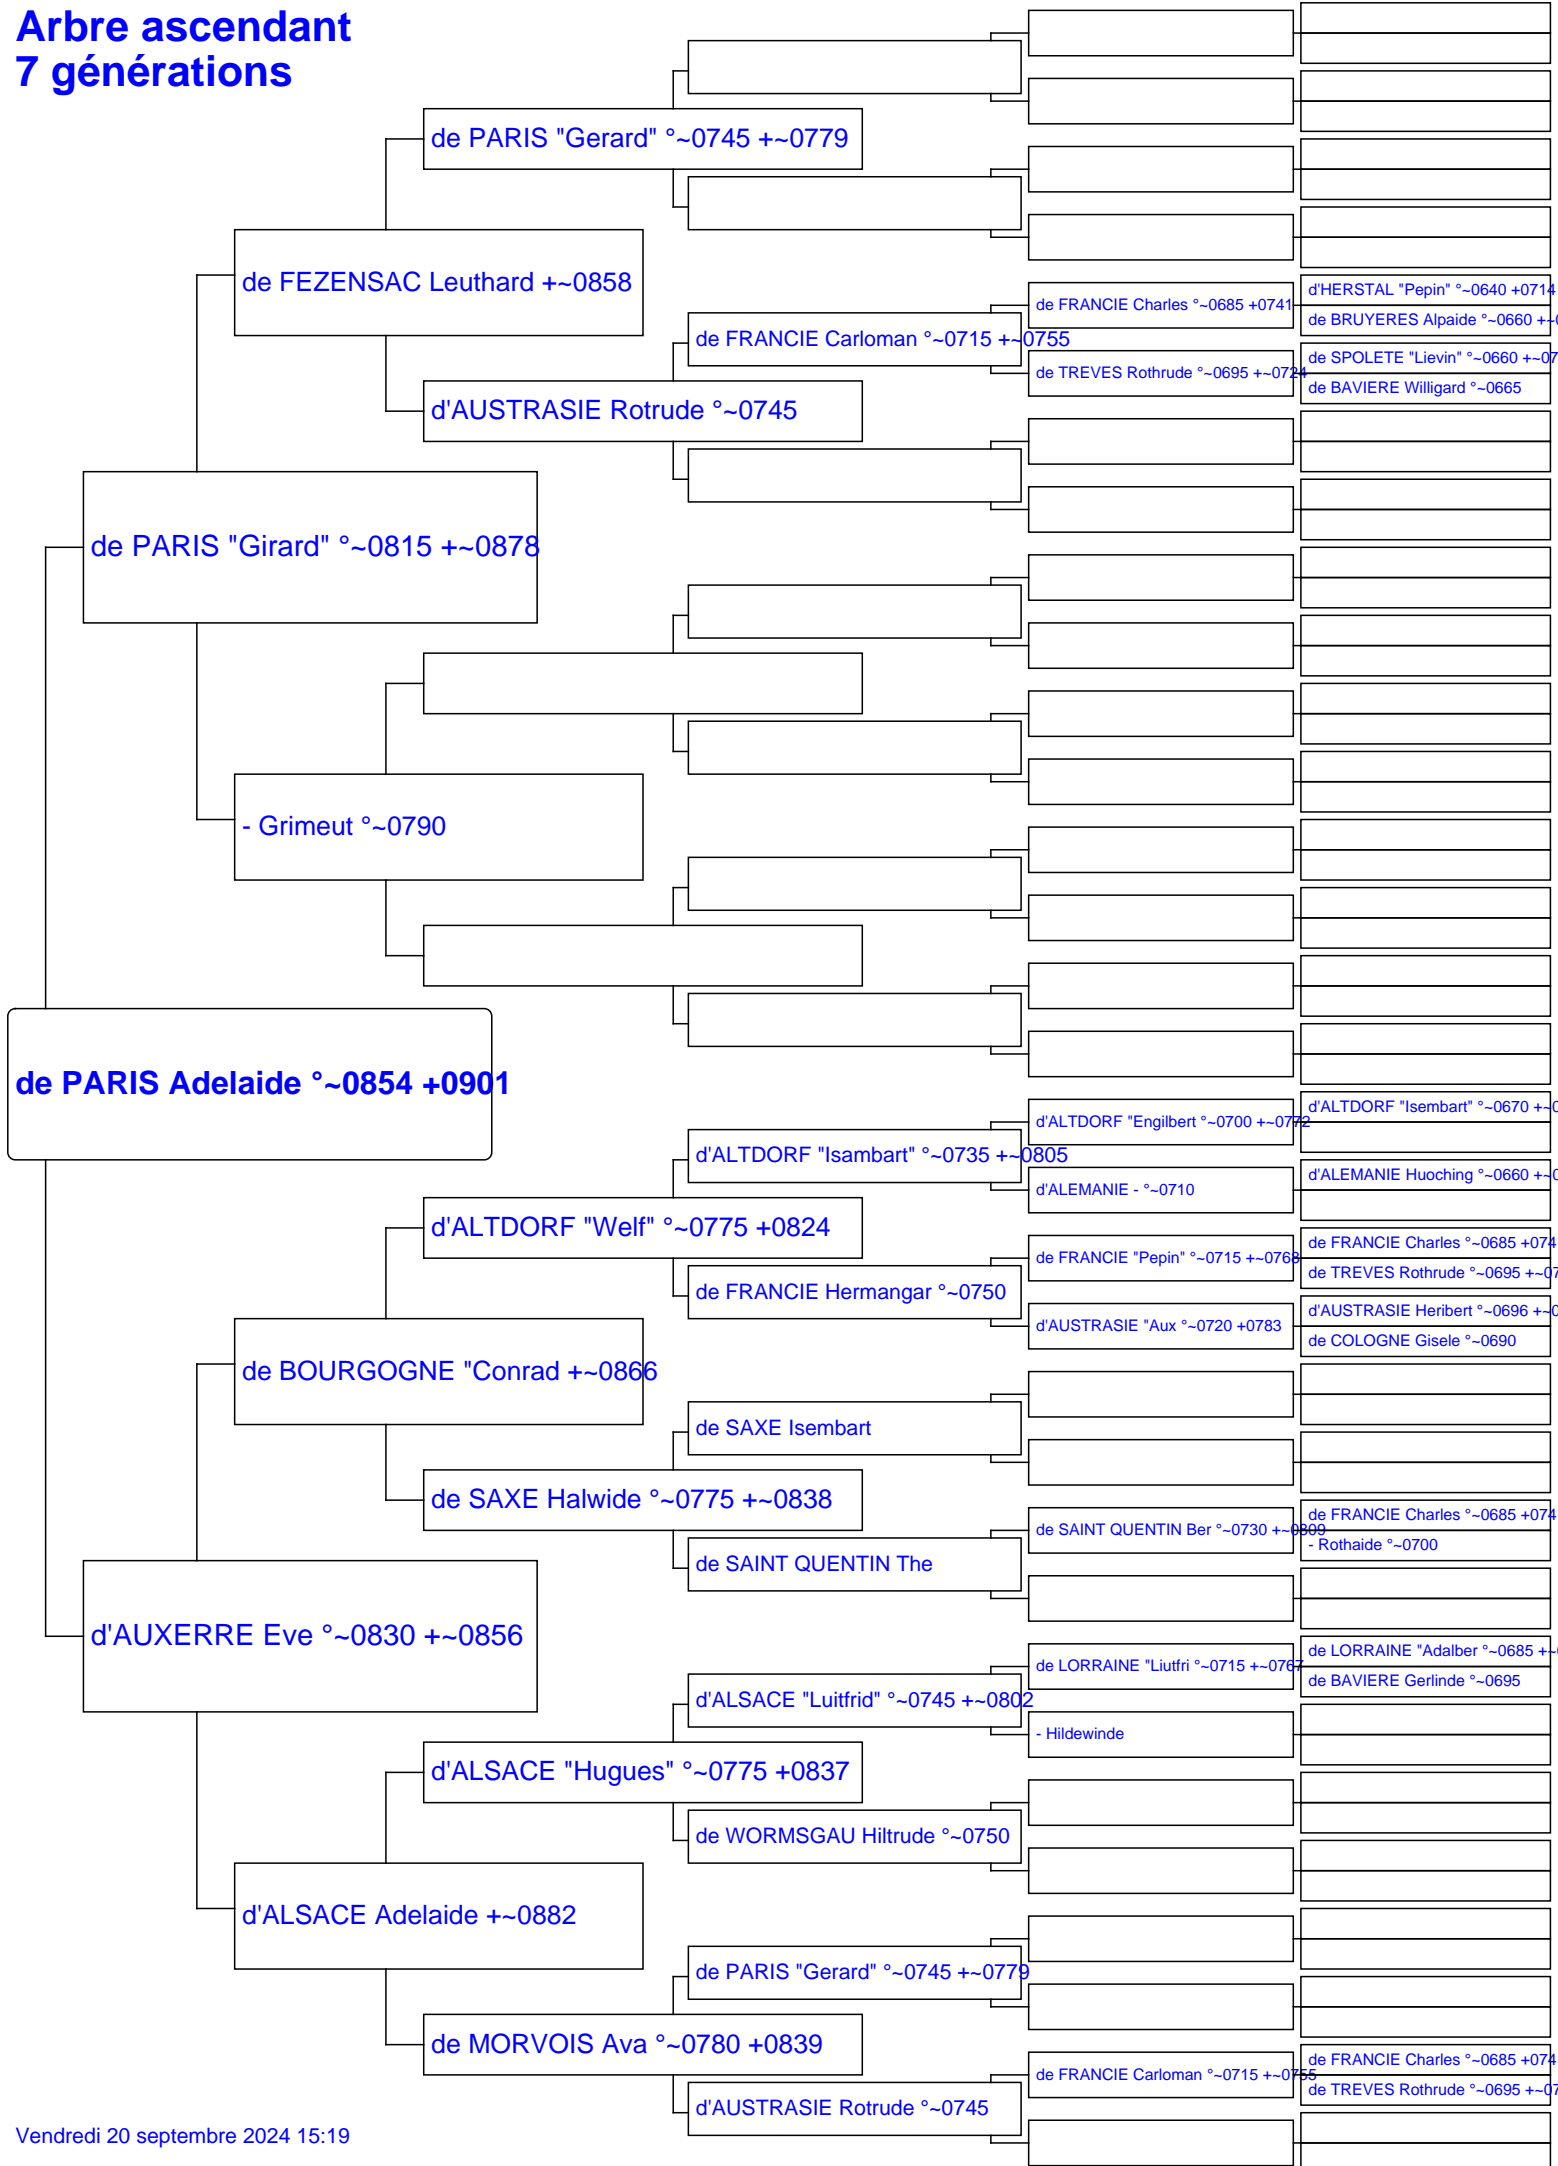 Arbre ascendant
7 générations
de PARIS "Gerard" °~0745 +~0779
de FEZENSAC Leuthard +~0858
d'HERSTAL "Pepin" °~0640 +0714
de FRANCIE Charles °~0685 +0741
de BRUYERES Alpaide °~0660 +~0
de FRANCIE Carloman °~0715 +~0755
de SPOLETE "Lievin" °~0660 +~07
de TREVES Rothrude °~0695 +~0724
de BAVIERE Willigard °~0665
d'AUSTRASIE Rotrude °~0745
de PARIS "Girard" °~0815 +~0878
- Grimeut °~0790
de PARIS Adelaide °~0854 +0901
d'ALTDORF "Isembart" °~0670 +~0
d'ALTDORF "Engilbert °~0700 +~0772
d'ALTDORF "Isambart" °~0735 +~0805
d'ALEMANIE Huoching °~0660 +~0
d'ALEMANIE - °~0710
d'ALTDORF "Welf" °~0775 +0824
de FRANCIE Charles °~0685 +074
de FRANCIE "Pepin" °~0715 +~0768
de TREVES Rothrude °~0695 +~07
de FRANCIE Hermangar °~0750
d'AUSTRASIE Heribert °~0696 +~0
d'AUSTRASIE "Aux °~0720 +0783
de COLOGNE Gisele °~0690
de BOURGOGNE "Conrad +~0866
de SAXE Isembart
de SAXE Halwide °~0775 +~0838
de FRANCIE Charles °~0685 +074
de SAINT QUENTIN Ber °~0730 +~0809
- Rothaide °~0700
de SAINT QUENTIN The
d'AUXERRE Eve °~0830 +~0856
de LORRAINE "Adalber °~0685 +~
de LORRAINE "Liutfri °~0715 +~0767
de BAVIERE Gerlinde °~0695
d'ALSACE "Luitfrid" °~0745 +~0802
- Hildewinde
d'ALSACE "Hugues" °~0775 +0837
de WORMSGAU Hiltrude °~0750
d'ALSACE Adelaide +~0882
de PARIS "Gerard" °~0745 +~0779
de MORVOIS Ava °~0780 +0839
de FRANCIE Charles °~0685 +074
de FRANCIE Carloman °~0715 +~0755
de TREVES Rothrude °~0695 +~07
d'AUSTRASIE Rotrude °~0745
Vendredi 20 septembre 2024 15:19